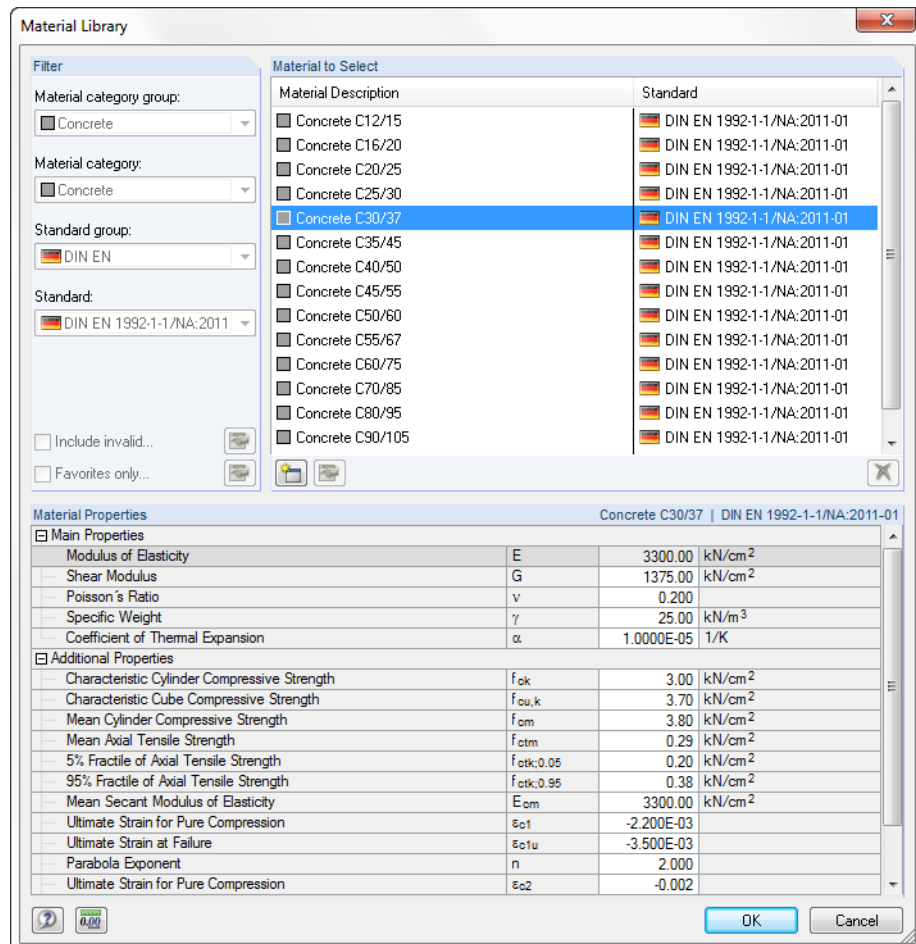 Material Library
Filter
Material category group:
Concrete
Material category:
Concrete
Standard group:
DIN EN
Standard:
DIN EN 1992-1-1/NA:2011
Include invalid...
Favorites only...
Material to Select
Material Description Standard
Concrete C12/15 DIN EN 1992-1-1/NA:2011-01
Concrete C16/20 DIN EN 1992-1-1/NA:2011-01
Concrete C20/25 DIN EN 1992-1-1/NA:2011-01
Concrete C25/30 DIN EN 1992-1-1/NA:2011-01
Concrete C30/37 DIN EN 1992-1-1/NA:2011-01
Concrete C35/45 DIN EN 1992-1-1/NA:2011-01
Concrete C40/50 DIN EN 1992-1-1/NA:2011-01
Concrete C45/55 DIN EN 1992-1-1/NA:2011-01
Concrete C50/60 DIN EN 1992-1-1/NA:2011-01
Concrete C55/67 DIN EN 1992-1-1/NA:2011-01
Concrete C60/75 DIN EN 1992-1-1/NA:2011-01
Concrete C70/85 DIN EN 1992-1-1/NA:2011-01
Concrete C80/95 DIN EN 1992-1-1/NA:2011-01
Concrete C90/105 DIN EN 1992-1-1/NA:2011-01
Material Properties Concrete C30/37 | DIN EN 1992-1-1/NA:2011-01
Main Properties
Modulus of Elasticity E 3300.00 kN/cm²
Shear Modulus G 1375.00 kN/cm²
Poisson´s Ratio ν 0.200
Specific Weight γ 25.00 kN/m³
Coefficient of Thermal Expansion α 1.0000E-05 1/K
Additional Properties
Characteristic Cylinder Compressive Strength fck 3.00 kN/cm²
Characteristic Cube Compressive Strength fcu,k 3.70 kN/cm²
Mean Cylinder Compressive Strength fcm 3.80 kN/cm²
Mean Axial Tensile Strength fctm 0.29 kN/cm²
5% Fractile of Axial Tensile Strength fctk;0.05 0.20 kN/cm²
95% Fractile of Axial Tensile Strength fctk;0.95 0.38 kN/cm²
Mean Secant Modulus of Elasticity Ecm 3300.00 kN/cm²
Ultimate Strain for Pure Compression εc1 -2.200E-03
Ultimate Strain at Failure εc1u -3.500E-03
Parabola Exponent n 2.000
Ultimate Strain for Pure Compression εc2 -0.002
0.00
OK
Cancel